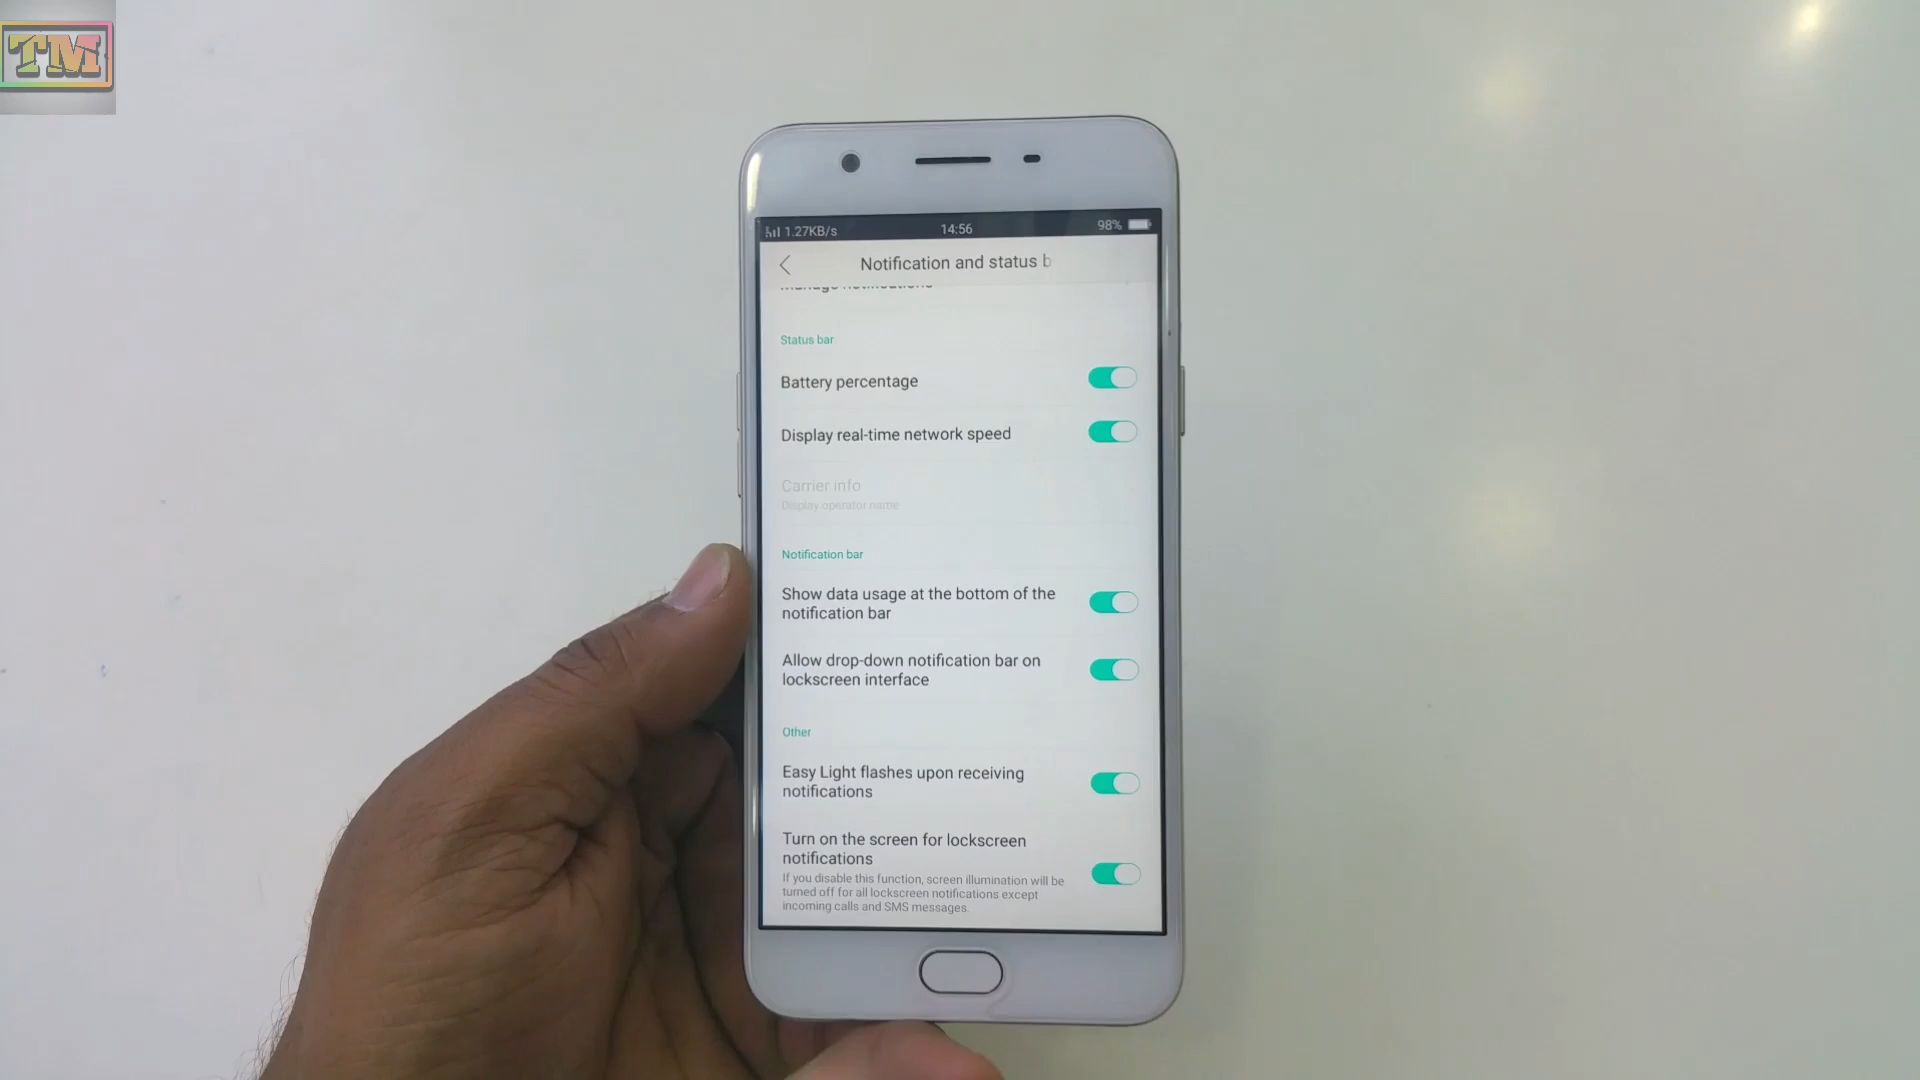 TM
1.27KB/s 14:56 98%
Notification and status b
Manage notifications
Status bar
Battery percentage
Display real-time network speed
Carrier info
Display operator name
Notification bar
Show data usage at the bottom of the
notification bar
Allow drop-down notification bar on
lockscreen interface
Other
Easy Light flashes upon receiving
notifications
Turn on the screen for lockscreen
notifications
If you disable this function, screen illumination will be
turned off for all lockscreen notifications except
incoming calls and SMS messages.